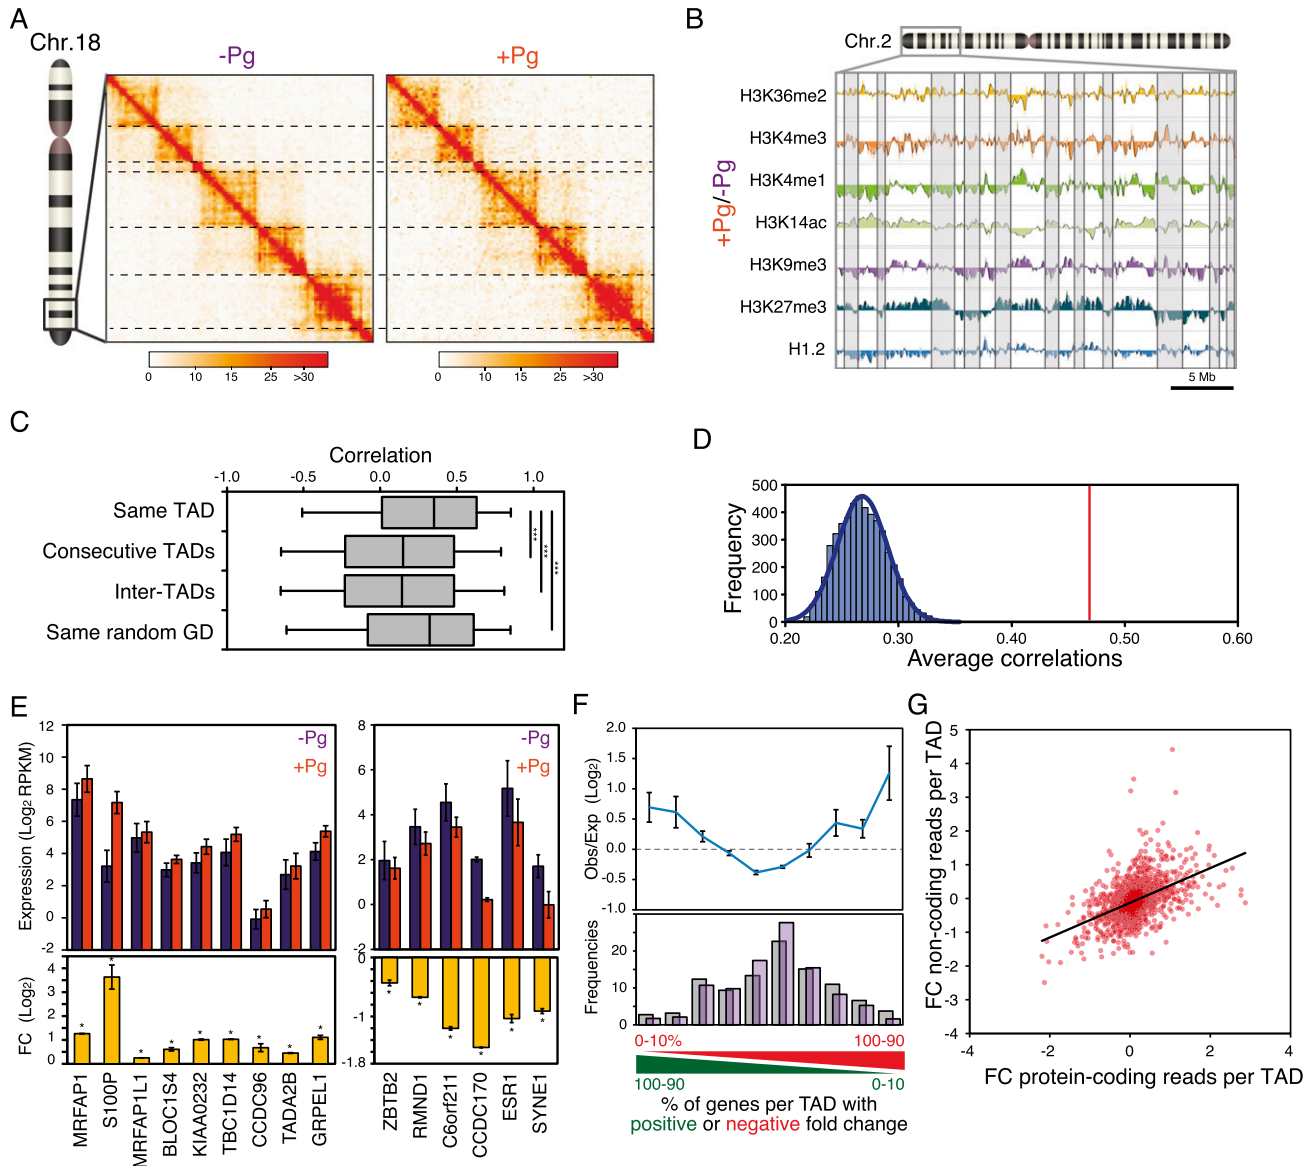 A
Chr.18
-Pg
+Pg
0 10 15 25 >30
0 10 15 25 >30
B
Chr.2
+Pg/-Pg
H3K36me2
H3K4me3
H3K4me1
H3K14ac
H3K9me3
H3K27me3
H1.2
5 Mb
C
Correlation
-1.0 -0.5 0.0 0.5 1.0
Same TAD
Consecutive TADs
Inter-TADs
Same random GD
***
***
***
D
Frequency
500
400
300
200
100
0
0.20 0.30 0.40 0.50 0.60
Average correlations
E
Expression (Log2 RPKM)
12
10
8
6
4
2
0
-2
-Pg
+Pg
8
6
4
2
0
-2
-Pg
+Pg
FC (Log2)
4
3
2
1
0
* * * * * * * * *
0
-1
-1.8
* * * * * *
MRFAP1
S100P
MRFAP1L1
BLOC1S4
KIAA0232
TBC1D14
CCDC96
TADA2B
GRPEL1
ZBTB2
RMND1
C6orf211
CCDC170
ESR1
SYNE1
F
Obs/Exp (Log2)
2.0
1.5
1.0
0.5
0.0
-0.5
-1.0
Frequencies
20
10
0
0-10% 100-90
100-90 0-10
% of genes per TAD with
positive or negative fold change
G
FC non-coding reads per TAD
5
4
3
2
1
0
-1
-2
-3
-4
-4 -2 0 2 4
FC protein-coding reads per TAD